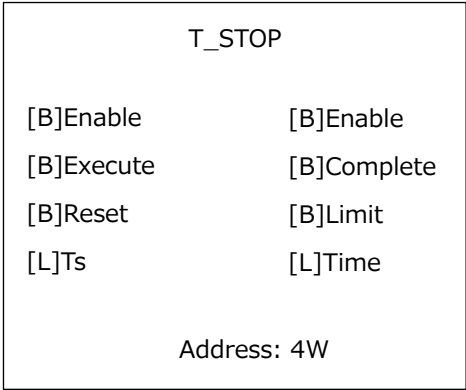 T_STOP
[B]Enable [B]Enable
[B]Execute [B]Complete
[B]Reset [B]Limit
[L]Ts [L]Time
Address: 4W